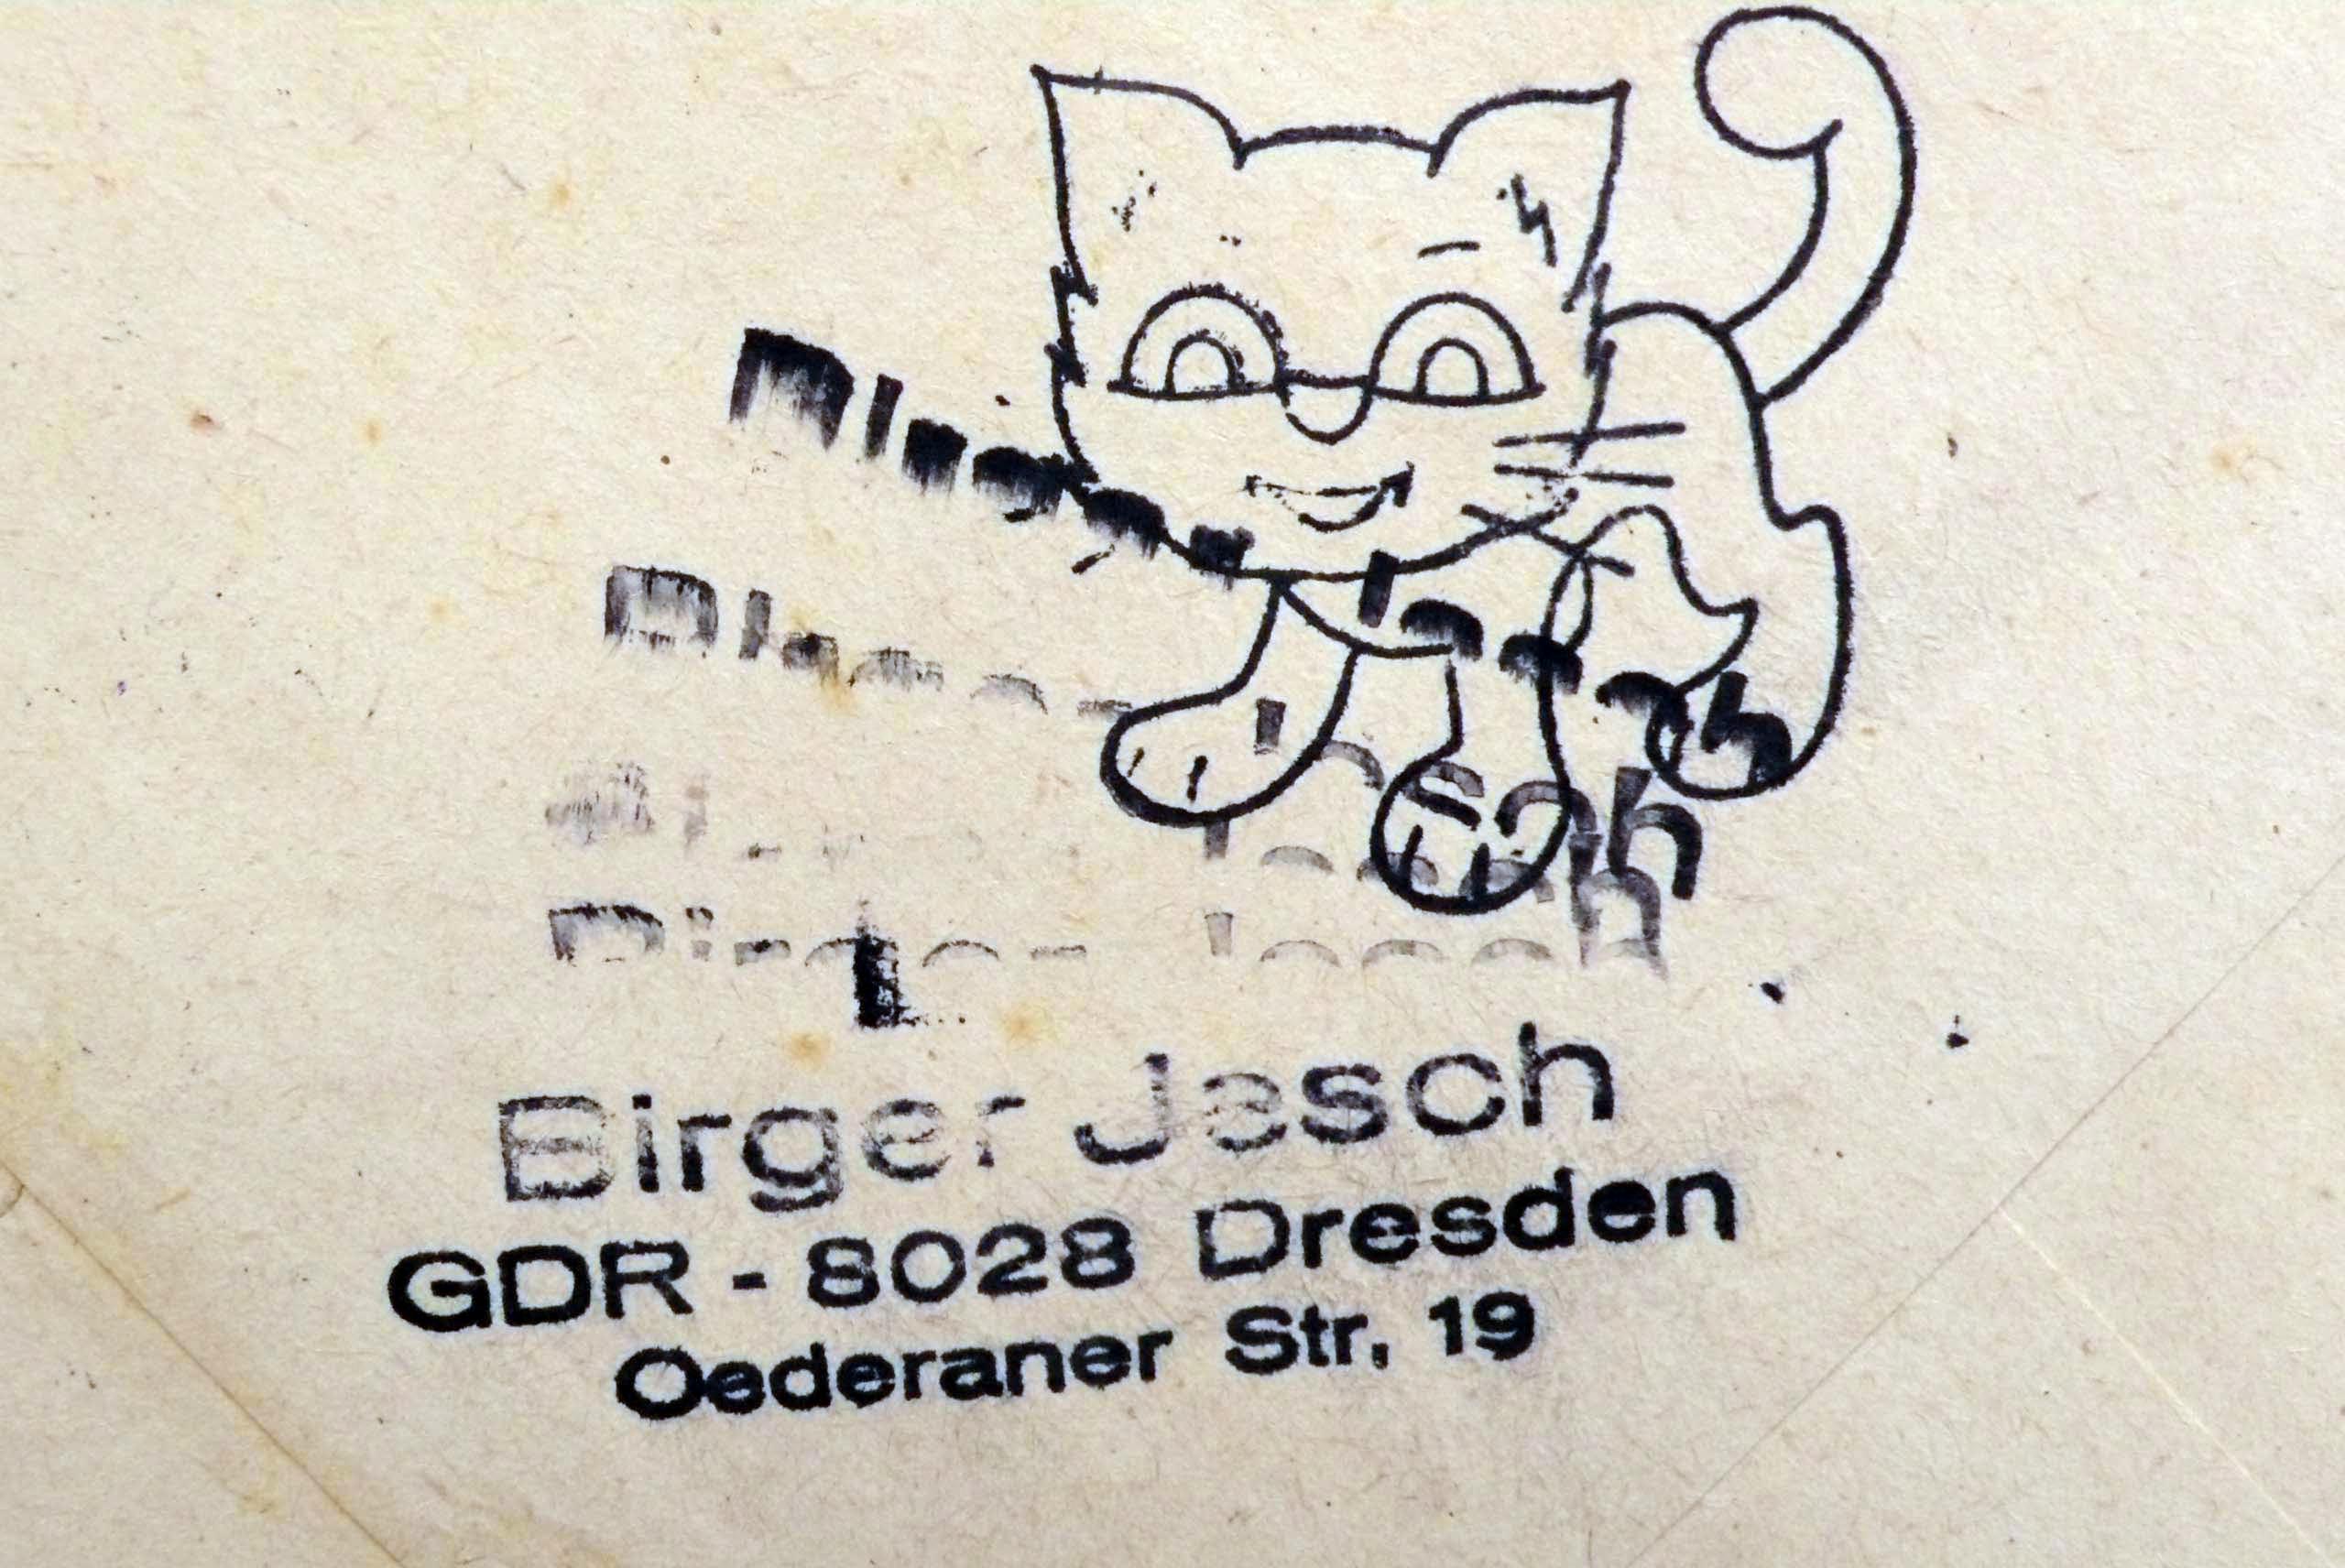 Birger Jesch
GDR - 8028 Dresden
Oederaner Str. 19